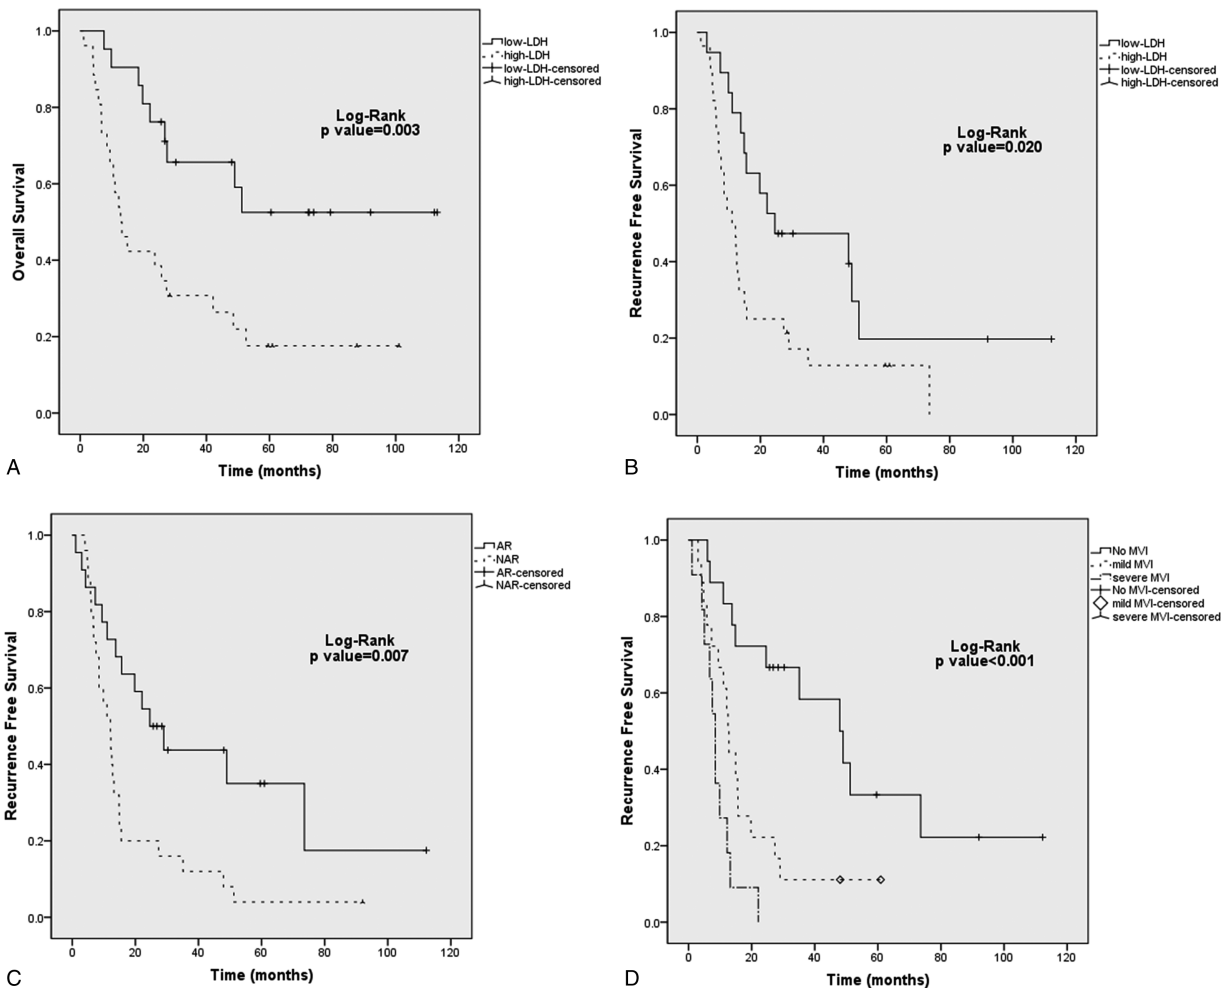 1.0
0.8
0.6
0.4
0.2
0.0
Overall Survival
0 20 40 60 80 100 120
Time (months)
Log-Rank
p value=0.003
low-LDH
high-LDH
low-LDH-censored
high-LDH-censored
A
1.0
0.8
0.6
0.4
0.2
0.0
Recurrence Free Survival
0 20 40 60 80 100 120
Time (months)
Log-Rank
p value=0.020
low-LDH
high-LDH
low-LDH-censored
high-LDH-censored
B
1.0
0.8
0.6
0.4
0.2
0.0
Recurrence Free Survival
0 20 40 60 80 100 120
Time (months)
Log-Rank
p value=0.007
AR
NAR
AR-censored
NAR-censored
C
1.0
0.8
0.6
0.4
0.2
0.0
Recurrence Free Survival
0 20 40 60 80 100 120
Time (months)
Log-Rank
p value<0.001
No MVI
mild MVI
severe MVI
No MVI-censored
mild MVI-censored
severe MVI-censored
D